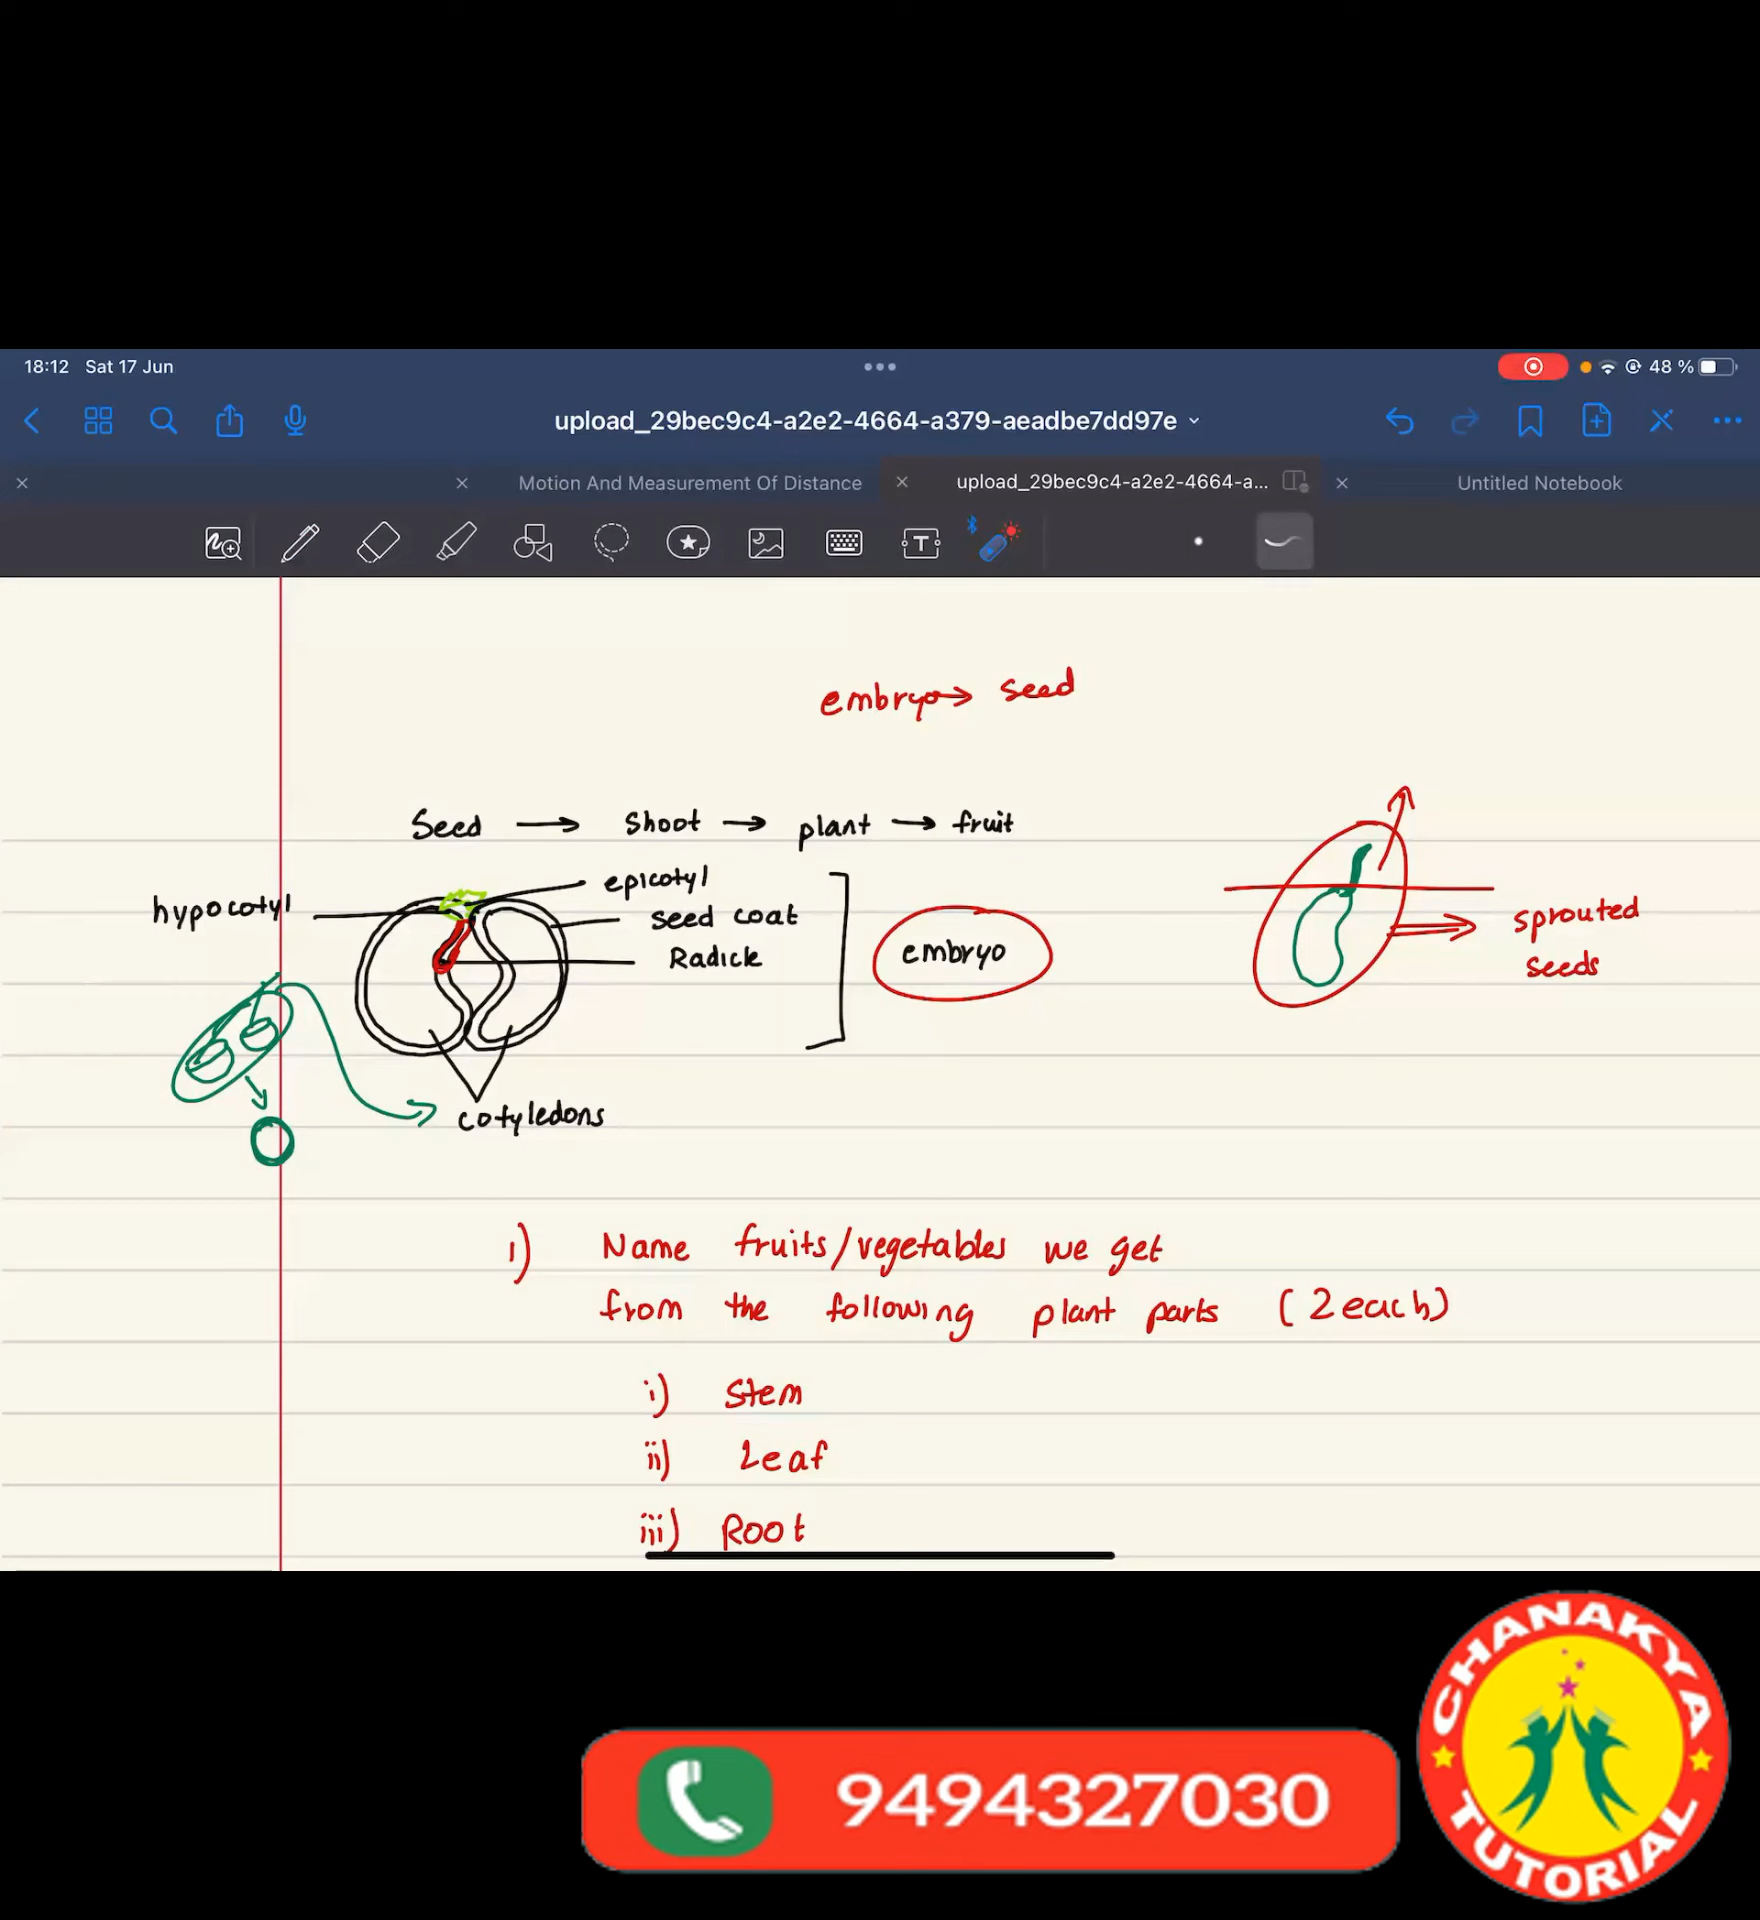 18:12 Sat 17 Jun
48 %
upload_29bec9c4-a2e2-4664-a379-aeadbe7dd97e
Motion And Measurement Of Distance
upload_29bec9c4-a2e2-4664-a...
Untitled Notebook
T
embryo → seed
Seed → Shoot → plant → fruit
hypocotyl
epicotyl
seed coat
Radicle
embryo
sprouted
seeds
cotyledons
1) Name fruits/vegetables we get
from the following plant parts (2 each)
i) Stem
ii) Leaf
iii) Root
9494327030
CHANAKYA
TUTORIAL